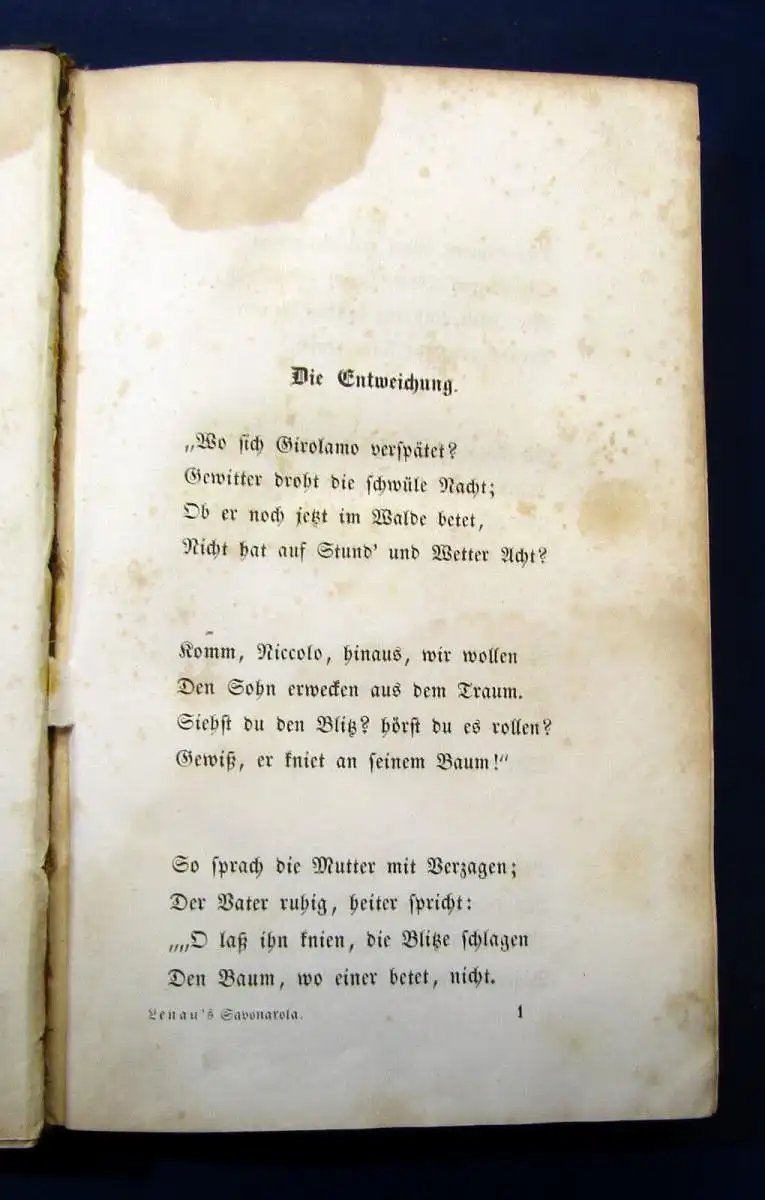 Die Entweichung.
„Wo sich Girolamo verspätet?
Gewitter droht die schwüle Nacht;
Ob er noch jetzt im Walde betet,
Nicht hat auf Stund' und Wetter Acht?
Komm, Niccolo, hinaus, wir wollen
Den Sohn erwecken aus dem Traum.
Siehst du den Blitz? hörst du es rollen?
Gewiß, er kniet an seinem Baum!“
So sprach die Mutter mit Verzagen;
Der Vater ruhig, heiter spricht:
„„O laß ihn knien, die Blitze schlagen
Den Baum, wo einer betet, nicht.
Lenau's Savonarola. 1